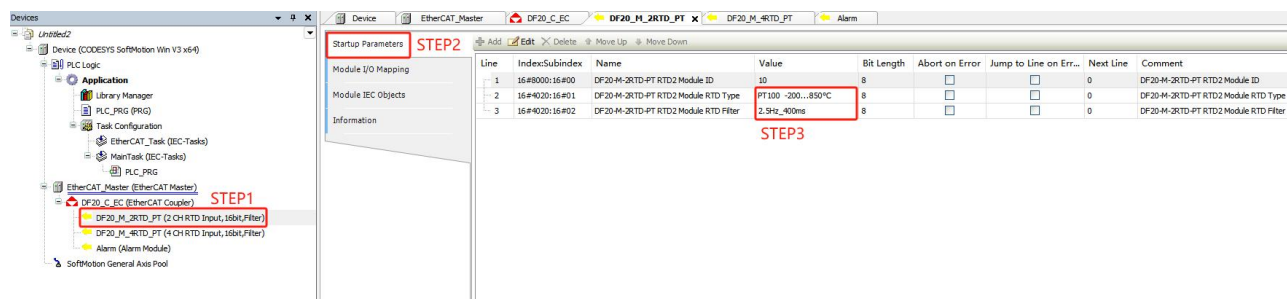 Devices
Untitled2
Device (CODESYS SoftMotion Win V3 x64)
PLC Logic
Application
Library Manager
PLC_PRG (PRG)
Task Configuration
EtherCAT_Task (IEC-Tasks)
MainTask (IEC-Tasks)
PLC_PRG
EtherCAT_Master (EtherCAT Master)
DF20_C_EC (EtherCAT Coupler)
STEP1
DF20_M_2RTD_PT (2 CH RTD Input, 16bit,Filter)
DF20_M_4RTD_PT (4 CH RTD Input, 16bit,Filter)
Alarm (Alarm Module)
SoftMotion General Axis Pool
Device EtherCAT_Master DF20_C_EC DF20_M_2RTD_PT X DF20_M_4RTD_PT Alarm
Startup Parameters
STEP2
Module I/O Mapping
Module IEC Objects
Information
Add Edit Delete Move Up Move Down
Line Index:Subindex Name Value Bit Length Abort on Error Jump to Line on Err... Next Line Comment
1 16#8000:16#00 DF20-M-2RTD-PT RTD2 Module ID 10 8 0 DF20-M-2RTD-PT RTD2 Module ID
2 16#4020:16#01 DF20-M-2RTD-PT RTD2 Module RTD Type PT100 -200...850℃ 8 0 DF20-M-2RTD-PT RTD2 Module RTD Type
3 16#4020:16#02 DF20-M-2RTD-PT RTD2 Module RTD Filter 2.5Hz_400ms 8 0 DF20-M-2RTD-PT RTD2 Module RTD Filter
STEP3